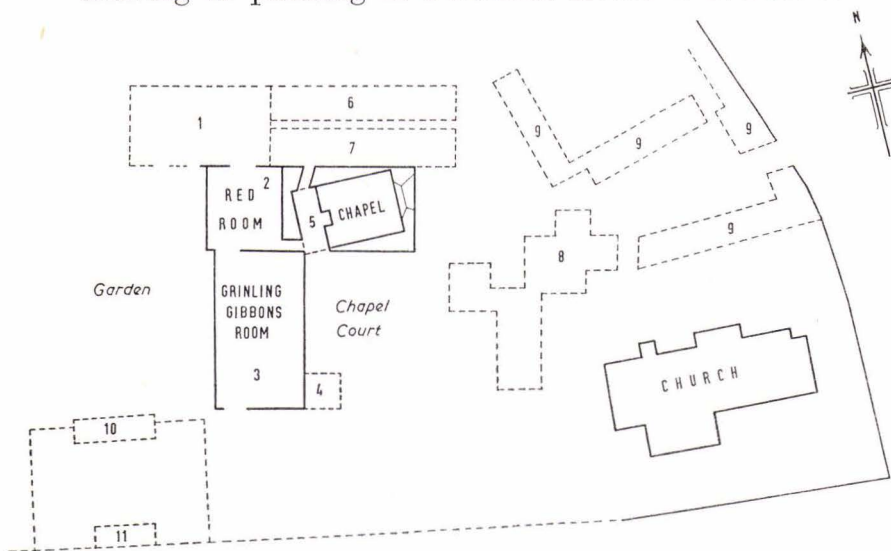 N
6
1
7
9
9
9
2
RED
ROOM
5
CHAPEL
9
8
Garden
GRINLING
GIBBONS
ROOM
Chapel
Court
3
4
CHURCH
10
11